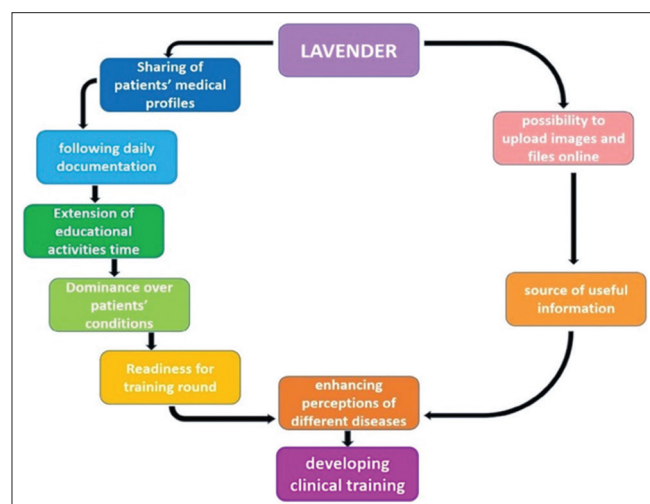 LAVENDER
Sharing of
patients' medical
profiles
following daily
documentation
Extension of
educational
activities time
Dominance over
patients'
conditions
Readiness for
training round
possibility to
upload images and
files online
source of useful
information
enhancing
perceptions of
different diseases
developing
clinical training